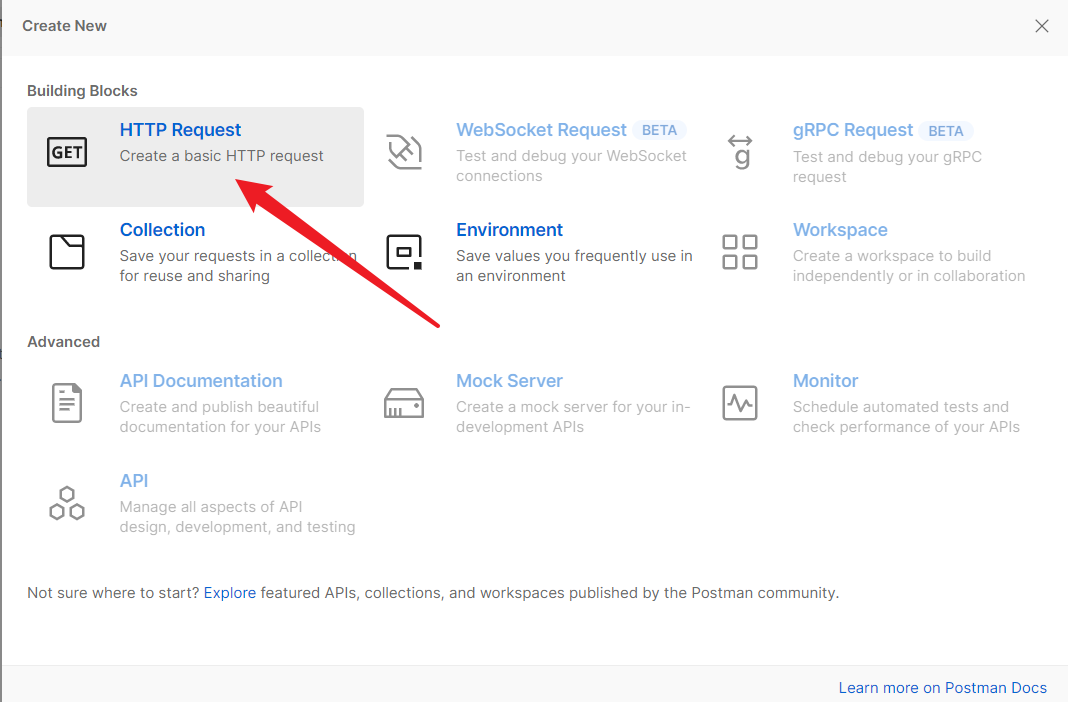 Create New
Building Blocks
GET
HTTP Request
Create a basic HTTP request
WebSocket Request BETA
Test and debug your WebSocket
connections
g
gRPC Request BETA
Test and debug your gRPC
request
Collection
Save your requests in a collection
for reuse and sharing
Environment
Save values you frequently use in
an environment
Workspace
Create a workspace to build
independently or in collaboration
Advanced
API Documentation
Create and publish beautiful
documentation for your APIs
Mock Server
Create a mock server for your in-
development APIs
Monitor
Schedule automated tests and
check performance of your APIs
API
Manage all aspects of API
design, development, and testing
Not sure where to start? Explore featured APIs, collections, and workspaces published by the Postman community.
Learn more on Postman Docs